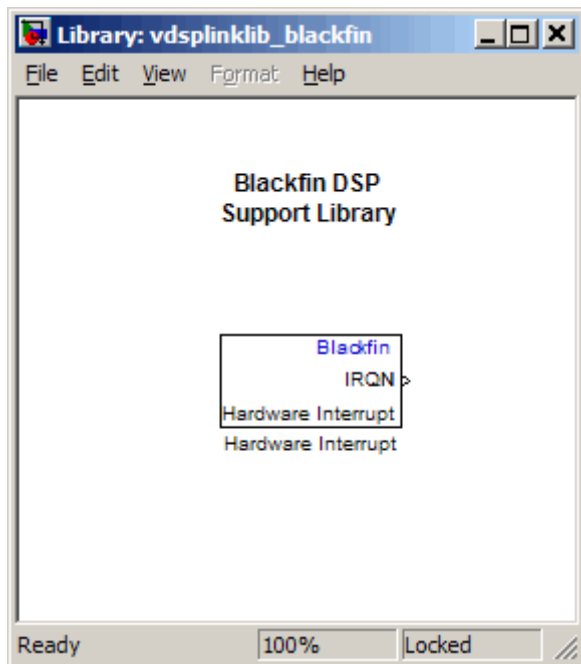 Library: vdsplinklib_blackfin
File Edit View Format Help
Blackfin DSP
Support Library
Blackfin
IRQN
Hardware Interrupt
Hardware Interrupt
Ready 100% Locked